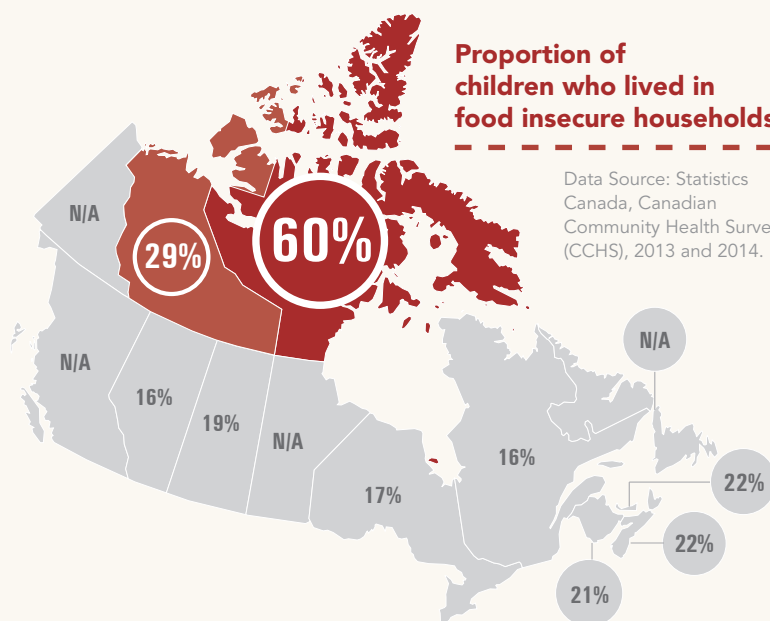 Proportion of
children who lived in
food insecure households
Data Source: Statistics
Canada, Canadian
Community Health Surve
(CCHS), 2013 and 2014.
N/A
29%
60%
N/A
N/A
16%
19%
N/A
16%
17%
22%
22%
21%